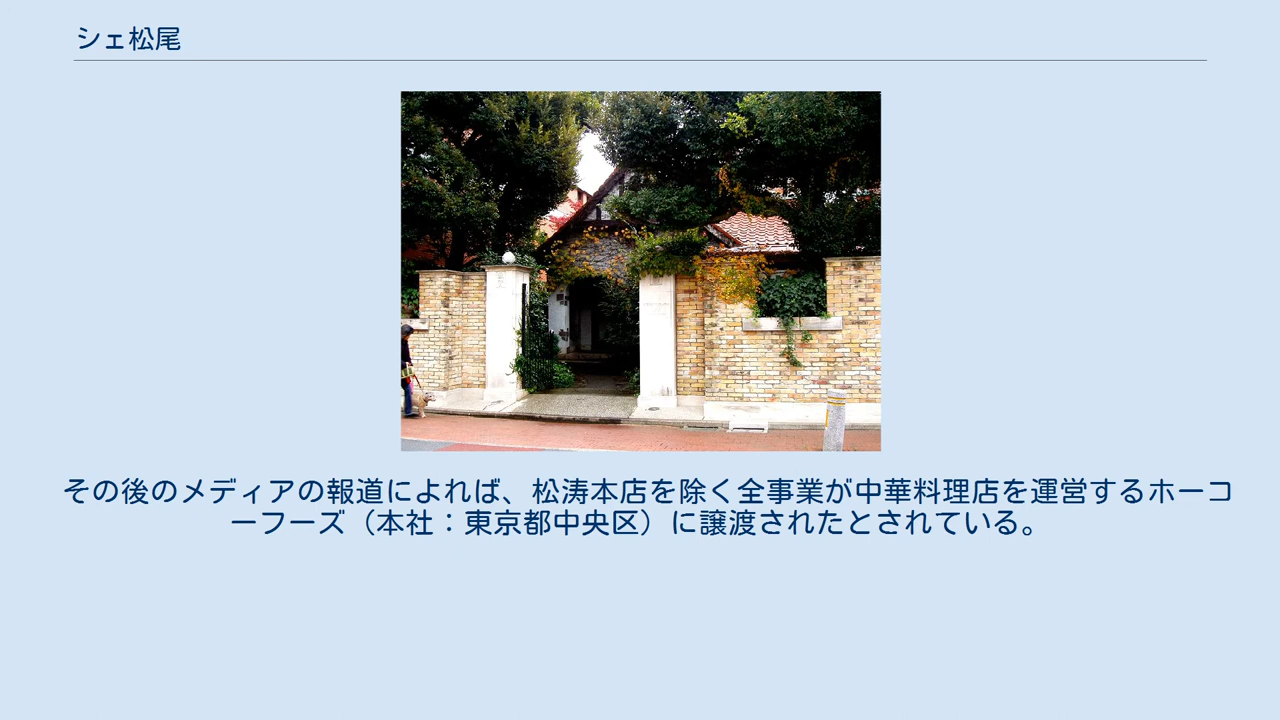 シェ松尾
その後のメディアの報道によれば、松涛本店を除く全事業が中華料理店を運営するホーコ
ーフーズ（本社：東京都中央区）に譲渡されたとされている。